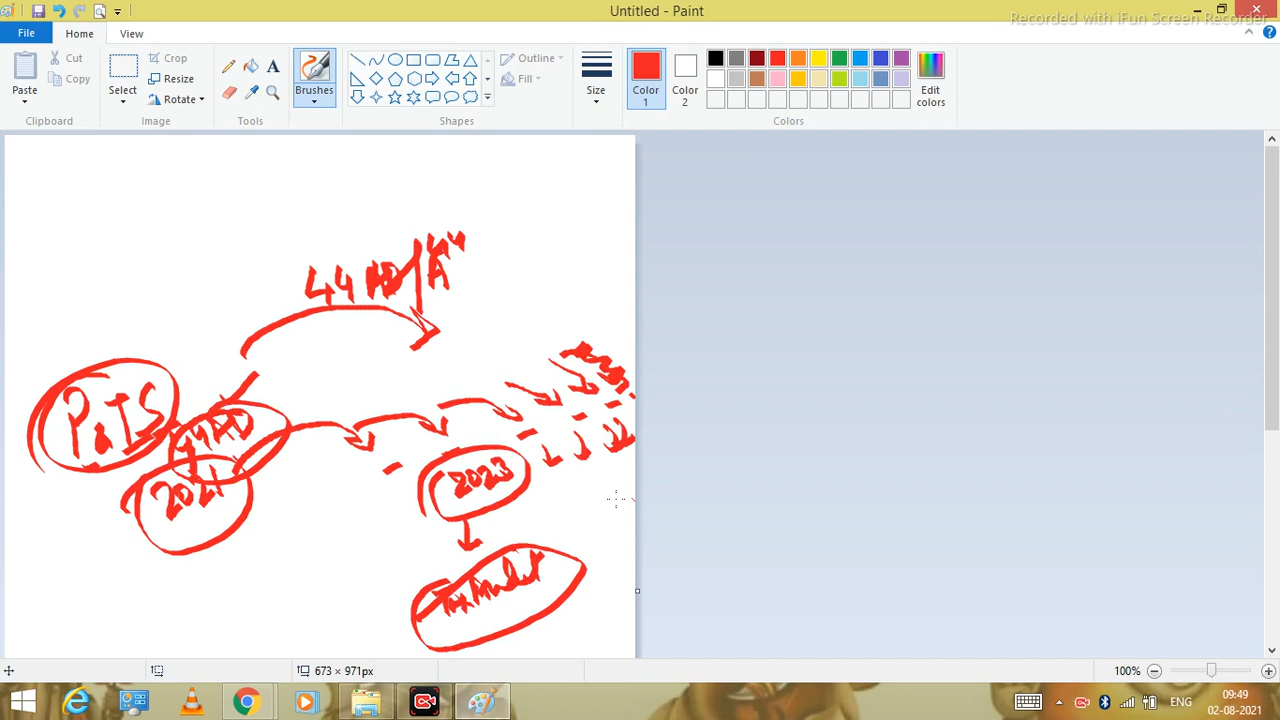 Untitled - Paint
Recorded with iFun Screen Recorder
File
Home
View
Paste
Cut
Copy
Select
Crop
Resize
Rotate
A
Brushes
Outline
Fill
Size
Color
1
Color
2
Edit
colors
Clipboard
Image
Tools
Shapes
Colors
44
P&TS
2021
2023
673 × 971px
100%
ENG
09:49
02-08-2021